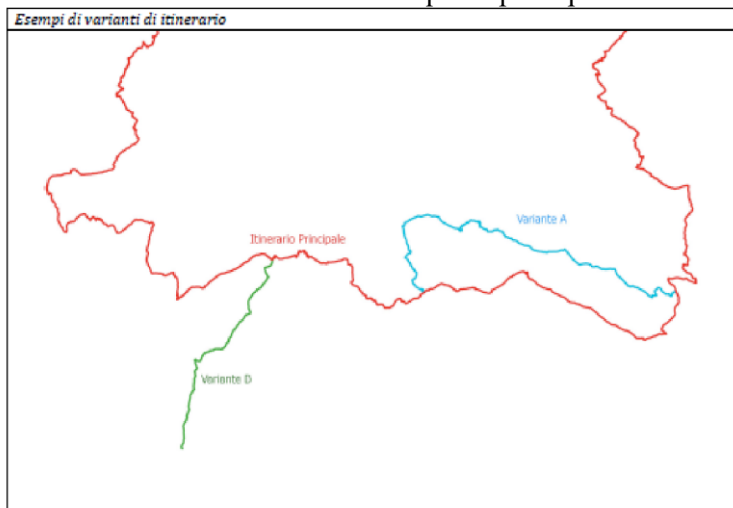 Esempi di varianti di itinerario
Variante A
Itinerario Principale
Variante D